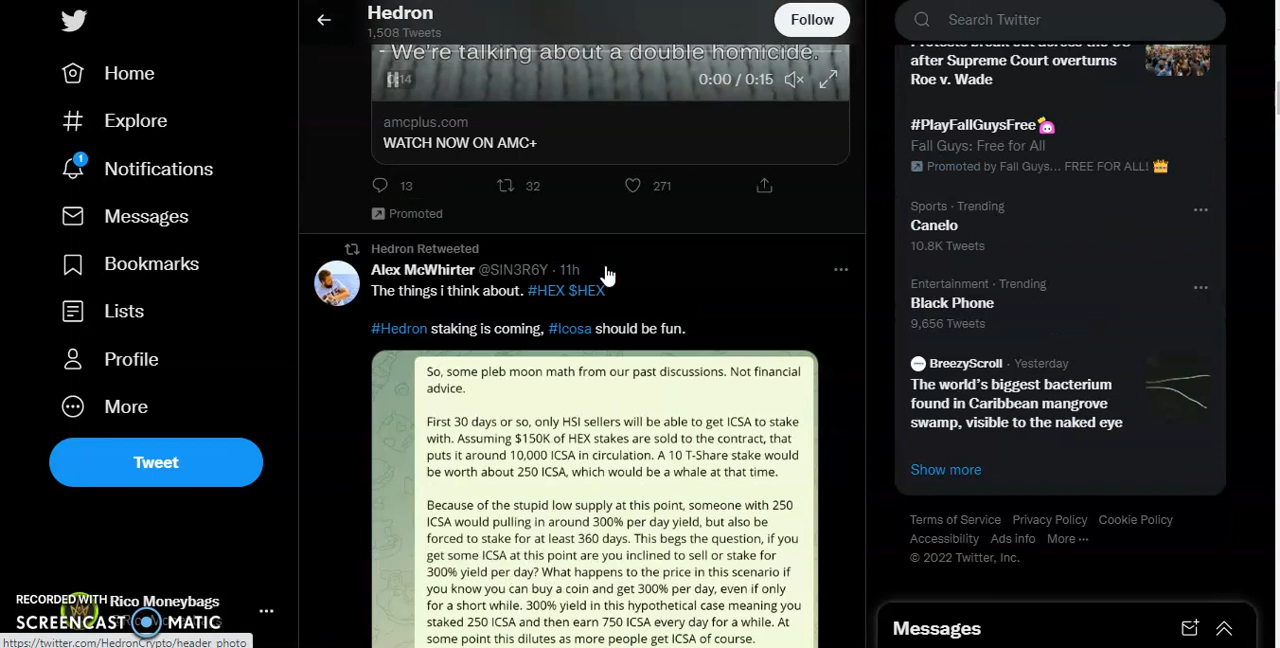 Home
Explore
1
Notifications
Messages
Bookmarks
Lists
Profile
More
Tweet
Rico Moneybags
RECORDED WITH
SCREENCAST MATIC
https://twitter.com/HedronCrypto/header_photo
Hedron
1,508 Tweets
Follow
- We're talking about a double homicide.
0:14
0:00 / 0:15
amcplus.com
WATCH NOW ON AMC+
13
32
271
Promoted
Hedron Retweeted
Alex McWhirter @SIN3R6Y · 11h
The things i think about. #HEX $HEX
#Hedron staking is coming, #Icosa should be fun.
So, some pleb moon math from our past discussions. Not financial
advice.
First 30 days or so, only HSI sellers will be able to get ICSA to stake
with. Assuming $150K of HEX stakes are sold to the contract, that
puts it around 10,000 ICSA in circulation. A 10 T-Share stake would
be worth about 250 ICSA, which would be a whale at that time.
Because of the stupid low supply at this point, someone with 250
ICSA would pulling in around 300% per day yield, but also be
forced to stake for at least 360 days. This begs the question, if you
get some ICSA at this point are you inclined to sell or stake for
300% yield per day? What happens to the price in this scenario if
you know you can buy a coin and get 300% per day, even if only
for a short while. 300% yield in this hypothetical case meaning you
staked 250 ICSA and then earn 750 ICSA every day for a while. At
some point this dilutes as more people get ICSA of course.
Search Twitter
Protests break out across the US
after Supreme Court overturns
Roe v. Wade
#PlayFallGuysFree
Fall Guys: Free for All
Promoted by Fall Guys... FREE FOR ALL!
Sports · Trending
Canelo
10.8K Tweets
Entertainment · Trending
Black Phone
9,656 Tweets
BreezyScroll · Yesterday
The world's biggest bacterium
found in Caribbean mangrove
swamp, visible to the naked eye
Show more
Terms of Service Privacy Policy Cookie Policy
Accessibility Ads info More ···
© 2022 Twitter, Inc.
Messages